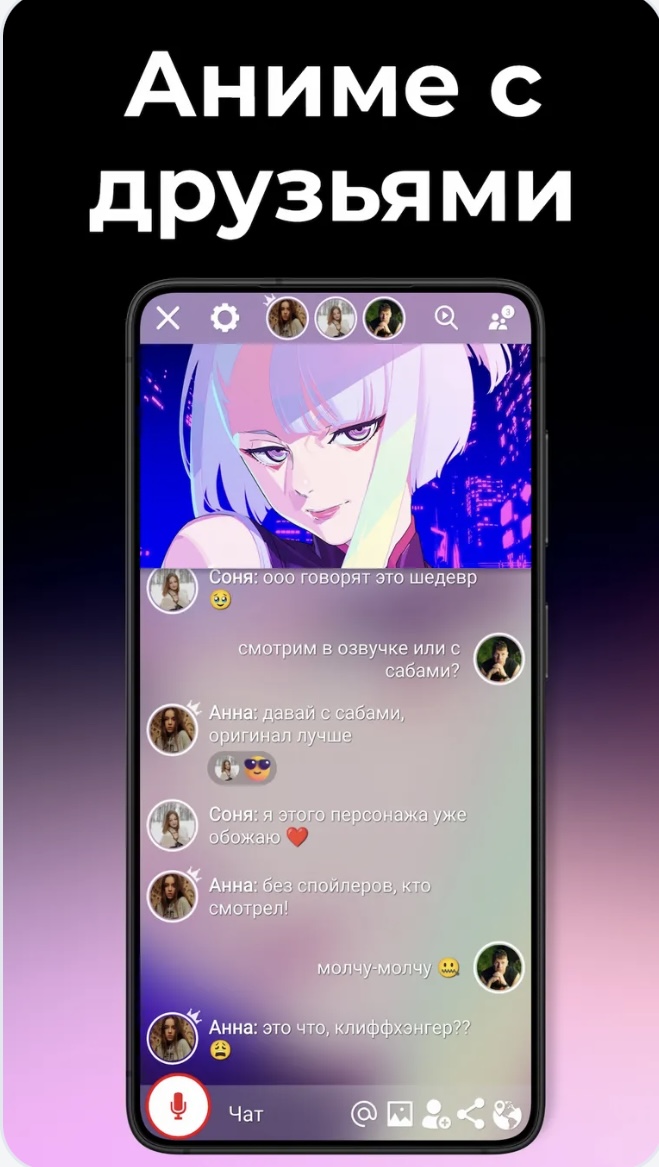 Аниме с
друзьями
3
Соня: ооо говорят это шедевр
🥹
смотрим в озвучке или с
сабами?
Анна: давай с сабами,
оригинал лучше
😎
Соня: я этого персонажа уже
обожаю ❤️
Анна: без спойлеров, кто
смотрел!
молчу-молчу 🤐
Анна: это что, клиффхэнгер??
😩
Чат